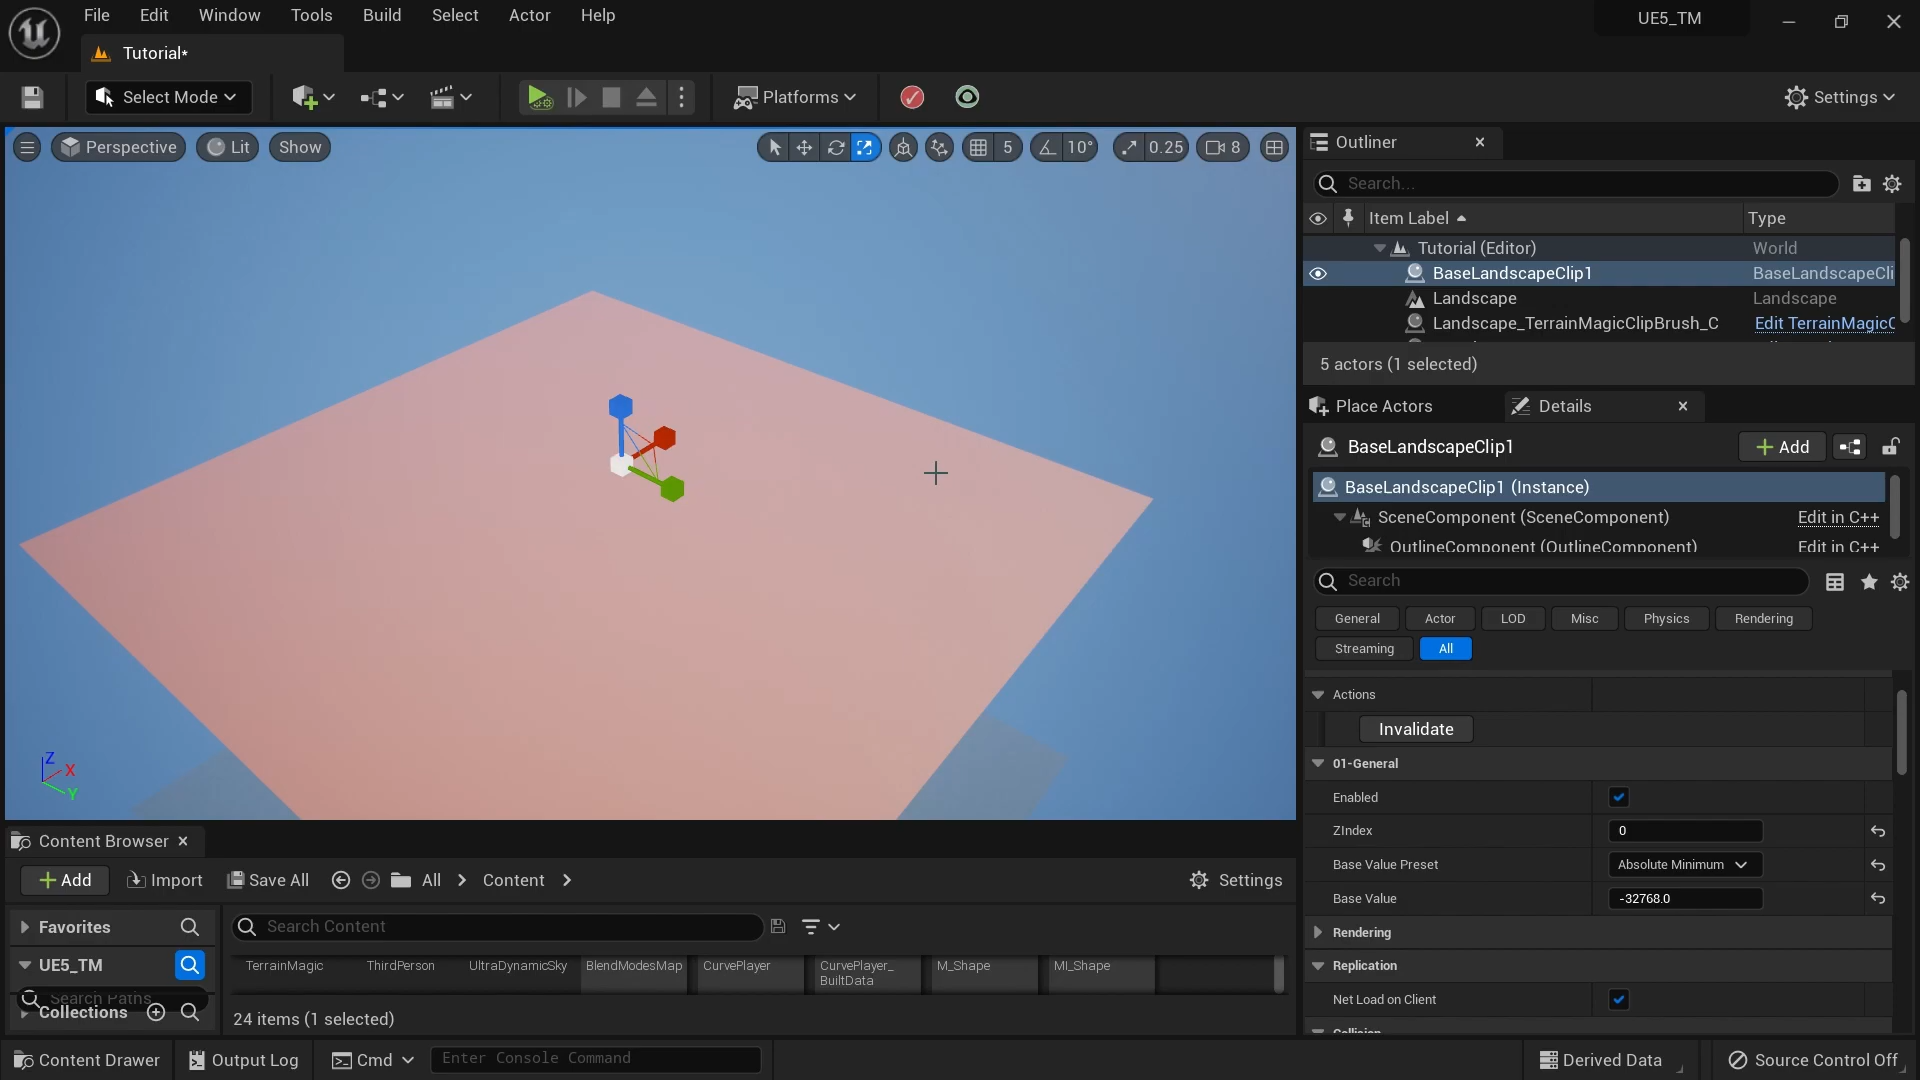 File Edit Window Tools Build Select Actor Help
UE5_TM
Tutorial*
Select Mode
Platforms
Settings
Perspective Lit Show
5 10° 0.25 8
Outliner
Search...
Item Label Type
Tutorial (Editor) World
BaseLandscapeClip1 BaseLandscapeCli
Landscape Landscape
Landscape_TerrainMagicClipBrush_C Edit TerrainMagicC
5 actors (1 selected)
Place Actors Details
BaseLandscapeClip1 Add
BaseLandscapeClip1 (Instance)
SceneComponent (SceneComponent) Edit in C++
OutlineComponent (OutlineComponent) Edit in C++
Search
General Actor LOD Misc Physics Rendering
Streaming All
Actions
Invalidate
01-General
Enabled
ZIndex 0
Base Value Preset Absolute Minimum
Base Value -32768.0
Rendering
Replication
Net Load on Client
Collision
Z
X
Y
Content Browser
Add Import Save All All Content Settings
Favorites
Search Content
UE5_TM
Search Paths
Collections
TerrainMagic ThirdPerson UltraDynamicSky BlendModesMap CurvePlayer CurvePlayer_ M_Shape MI_Shape
BuiltData
24 items (1 selected)
Content Drawer Output Log Cmd Enter Console Command Derived Data Source Control Off